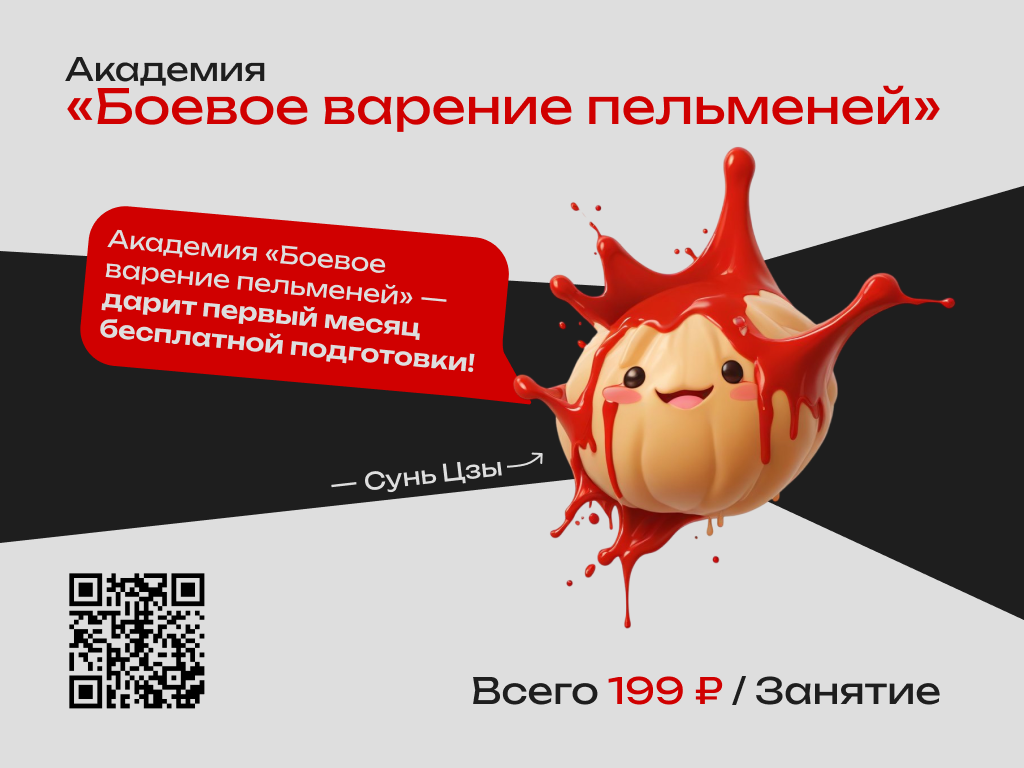 Академия
«Боевое варение пельменей»
Академия «Боевое
варение пельменей» —
дарит первый месяц
бесплатной подготовки!
— Сунь Цзы
Всего 199 ₽ / Занятие